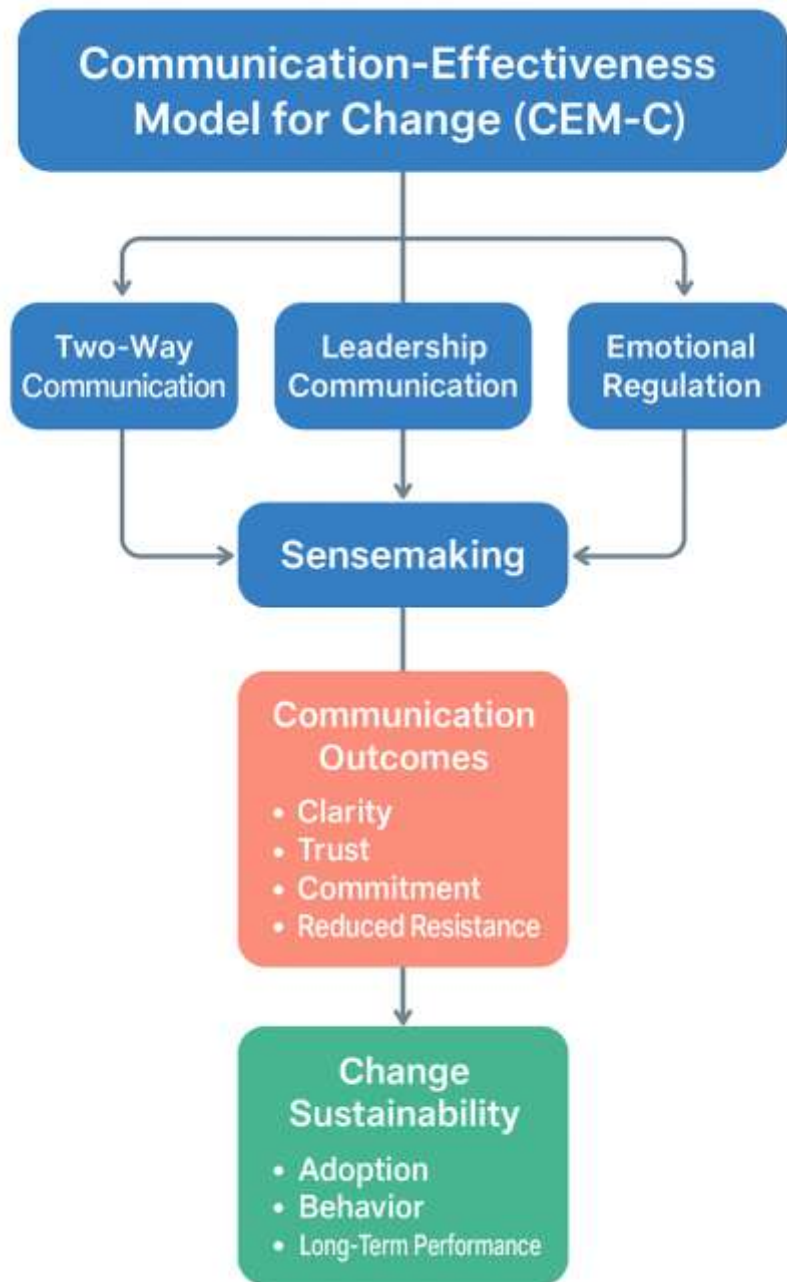 Communication-Effectiveness
Model for Change (CEM-C)
Two-Way
Communication
Leadership
Communication
Emotional
Regulation
Sensemaking
Communication
Outcomes
• Clarity
• Trust
• Commitment
• Reduced Resistance
Change
Sustainability
• Adoption
• Behavior
• Long-Term Performance